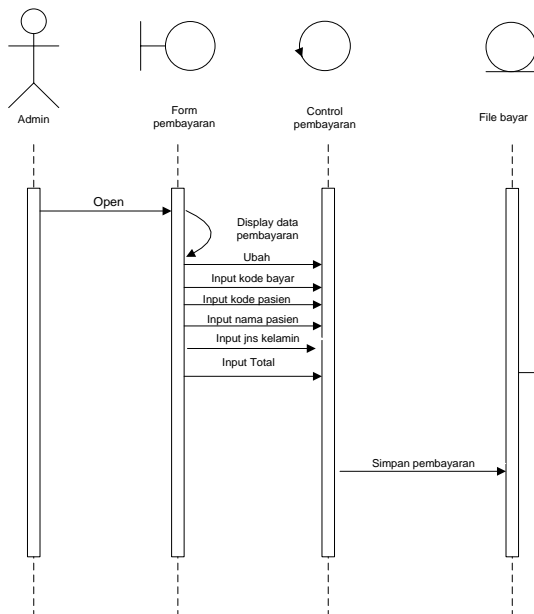 Admin
Form
pembayaran
Control
pembayaran
File bayar
Open
Display data
pembayaran
Ubah
Input kode bayar
Input kode pasien
Input nama pasien
Input jns kelamin
Input Total
Simpan pembayaran